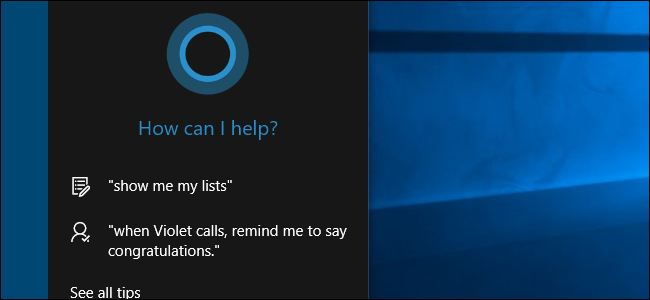 How can I help?
"show me my lists"
"when Violet calls, remind me to say
congratulations."
See all tips